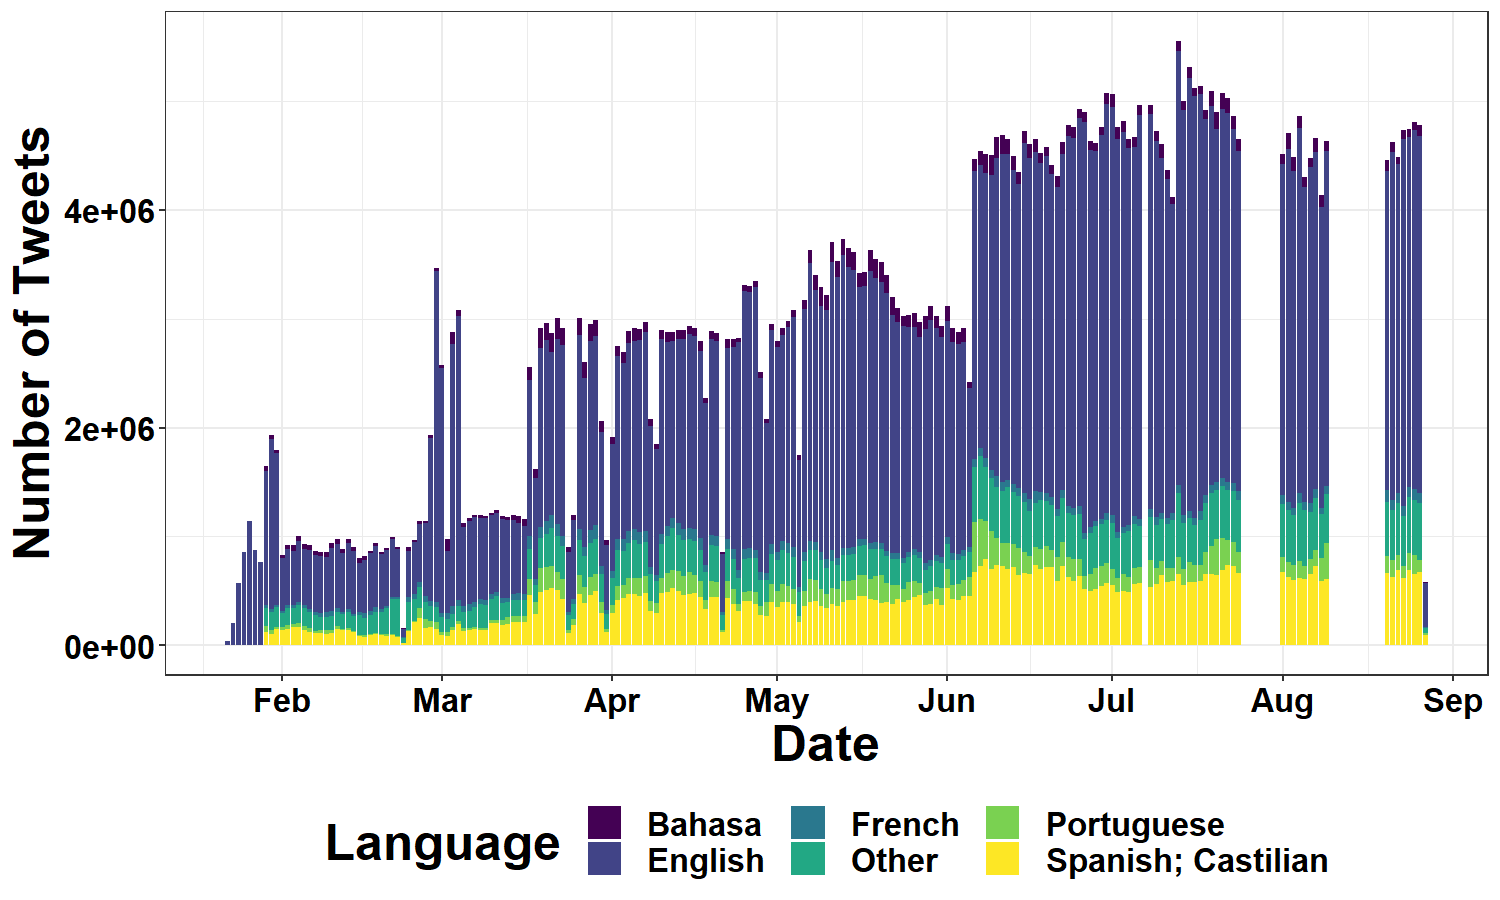 Number of Tweets
4e+06
2e+06
0e+00
Feb Mar Apr May Jun Jul Aug Sep
Date
Language
Bahasa French Portuguese
English Other Spanish; Castilian